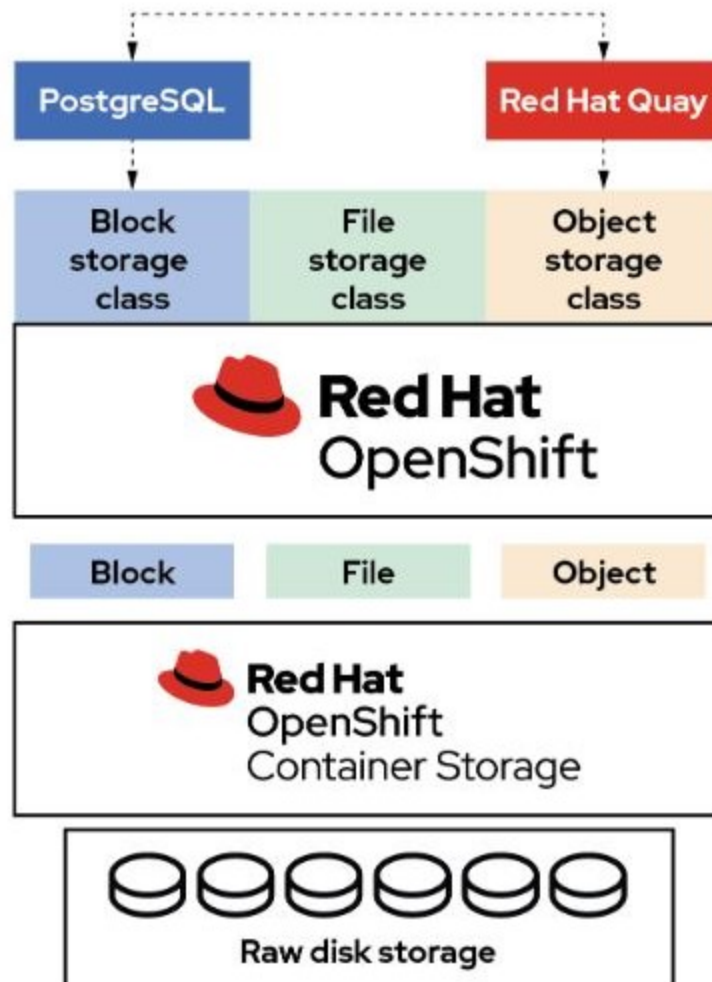 PostgreSQL
Red Hat Quay
Block
storage
class
File
storage
class
Object
storage
class
Red Hat
OpenShift
Block
File
Object
Red Hat
OpenShift
Container Storage
Raw disk storage